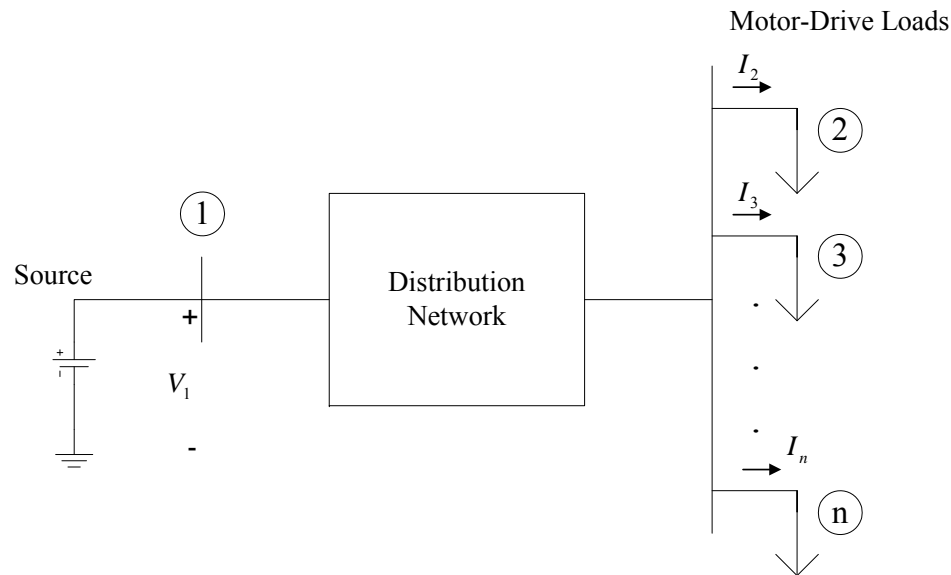 Motor-Drive Loads
I₂
2
I₃
1
3
Source
Distribution
Network
+
+
-
V₁
-
Iₙ
n